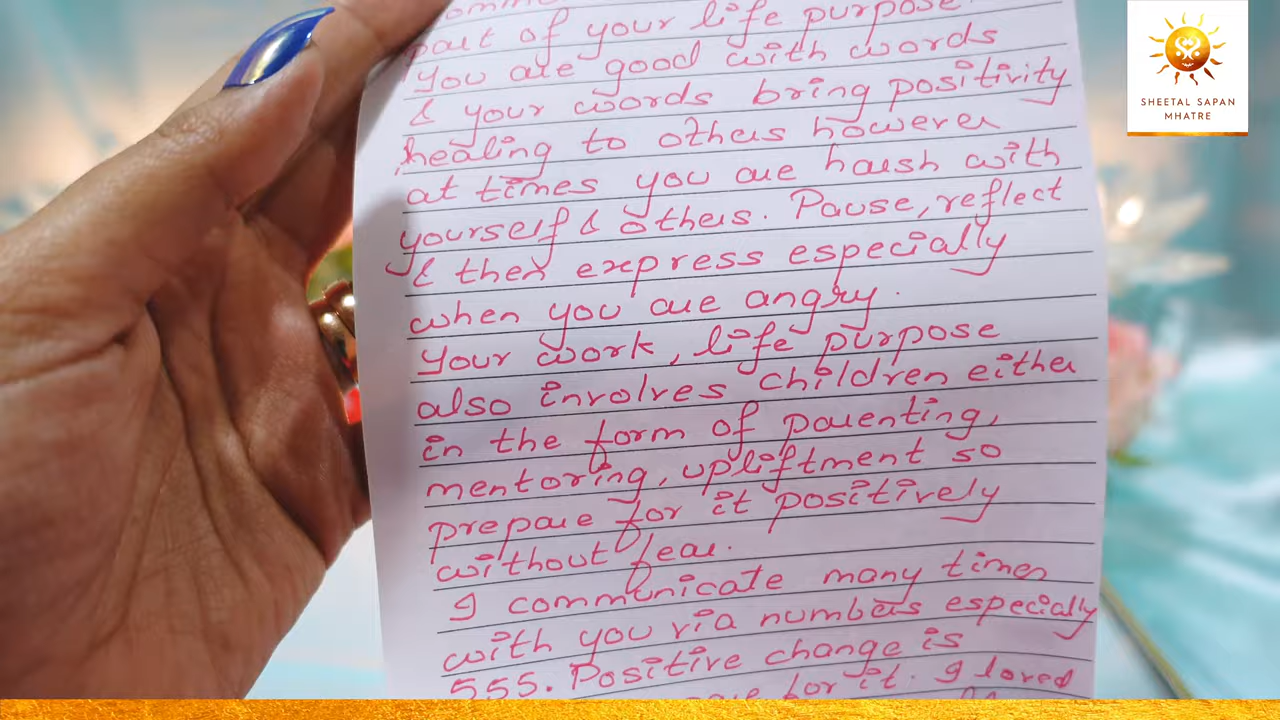 part of your life purpose.
You are good with words
& your words bring positivity
healing to others however
at times you are harsh with
yourself & others. Pause, reflect
& then express especially
when you are angry.
Your work, life purpose
also involves children either
in the form of parenting,
mentoring, upliftment so
prepare for it positively
without fear.
I communicate many times
with you via numbers especially
555. Positive change is
for it. I loved
SHEETAL SAPAN
MHATRE